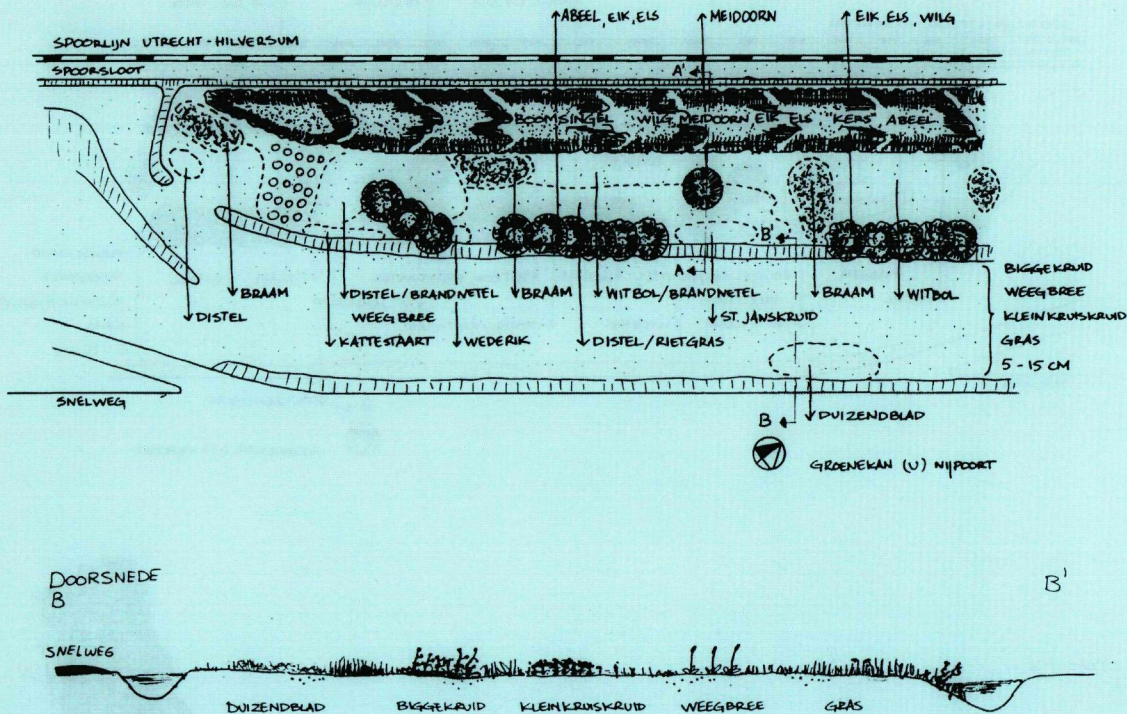 ABEEL, EIK, ELS
MEIDOORN
EIK, ELS, WILG
SPOORLIJN UTRECHT-HILVERSUM
SPOORSLOOT
A'
BOOMSINGEL WILG MEIDOORN EIK ELS KERS ABEEL
B'
A
BRAAM
DISTEL/BRANDNETEL
BRAAM
WITBOL/BRANDNETEL
BRAAM
WITBOL
BIGGEKRUID
WEEGBREE
WEEGBREE
KLEINKRUISKRUID
DISTEL
ST. JANSKRUID
KATTESTAART
WEDERIK
DISTEL/RIETGRAS
GRAS
5-15 CM
SNELWEG
B
DUIZENDBLAD
GROENEKAN (U) NIJPOORT
DOORSNEDE
B
B'
SNELWEG
DUIZENDBLAD
BIGGEKRUID
KLEINKRUISKRUID
WEEGBREE
GRAS